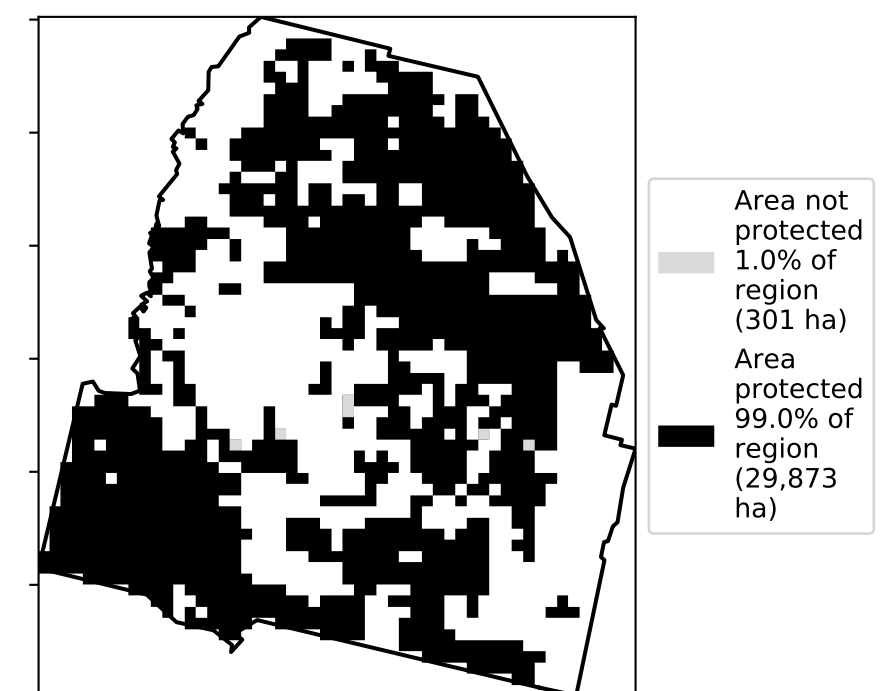 Area not
protected
1.0% of
region
(301 ha)
Area
protected
99.0% of
region
(29,873
ha)